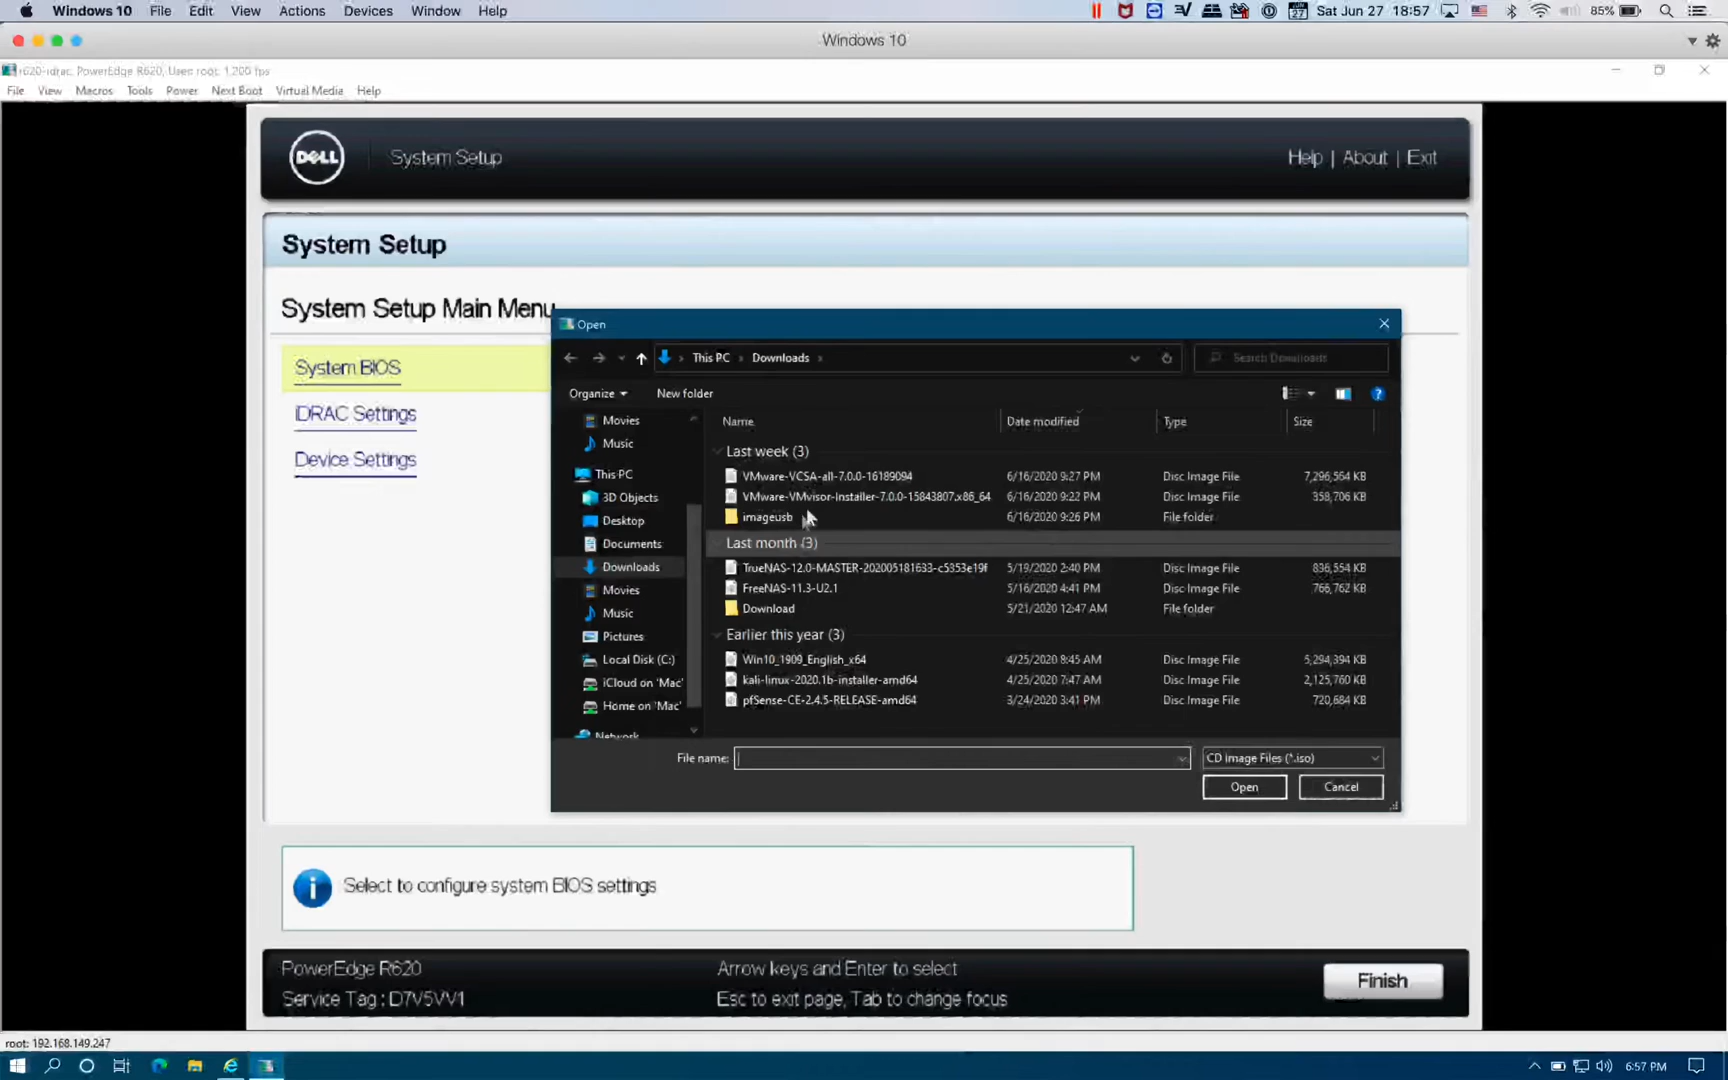 Windows 10 File Edit View Actions Devices Window Help
JUN 27 Sat Jun 27 18:57 85%
Windows 10
r620-idrac, PowerEdge R620, User: root, 1.200 fps
File View Macros Tools Power Next Boot Virtual Media Help
DELL System Setup Help | About | Exit
System Setup
System Setup Main Menu
System BIOS
iDRAC Settings
Device Settings
Open
This PC Downloads Search Downloads
Organize New folder
Movies
Music
This PC
3D Objects
Desktop
Documents
Downloads
Movies
Music
Pictures
Local Disk (C:)
iCloud on 'Mac'
Home on 'Mac'
Network
Name Date modified Type Size
Last week (3)
VMware-VCSA-all-7.0.0-16189094 6/16/2020 9:27 PM Disc Image File 7,296,564 KB
VMware-VMvisor-Installer-7.0.0-15843807.x86_64 6/16/2020 9:22 PM Disc Image File 358,706 KB
imageusb 6/16/2020 9:26 PM File folder
Last month (3)
TrueNAS-12.0-MASTER-202005181633-c5353e19f 5/19/2020 2:40 PM Disc Image File 836,554 KB
FreeNAS-11.3-U2.1 5/16/2020 4:41 PM Disc Image File 766,762 KB
Download 5/21/2020 12:47 AM File folder
Earlier this year (3)
Win10_1909_English_x64 4/25/2020 8:45 AM Disc Image File 5,294,394 KB
kali-linux-2020.1b-installer-amd64 4/25/2020 7:47 AM Disc Image File 2,125,760 KB
pfSense-CE-2.4.5-RELEASE-amd64 3/24/2020 3:41 PM Disc Image File 720,684 KB
File name: CD Image Files (*.iso)
Open Cancel
Select to configure system BIOS settings
PowerEdge R620 Arrow keys and Enter to select
Service Tag : D7V5VV1 Esc to exit page, Tab to change focus
Finish
root: 192.168.149.247
6:57 PM